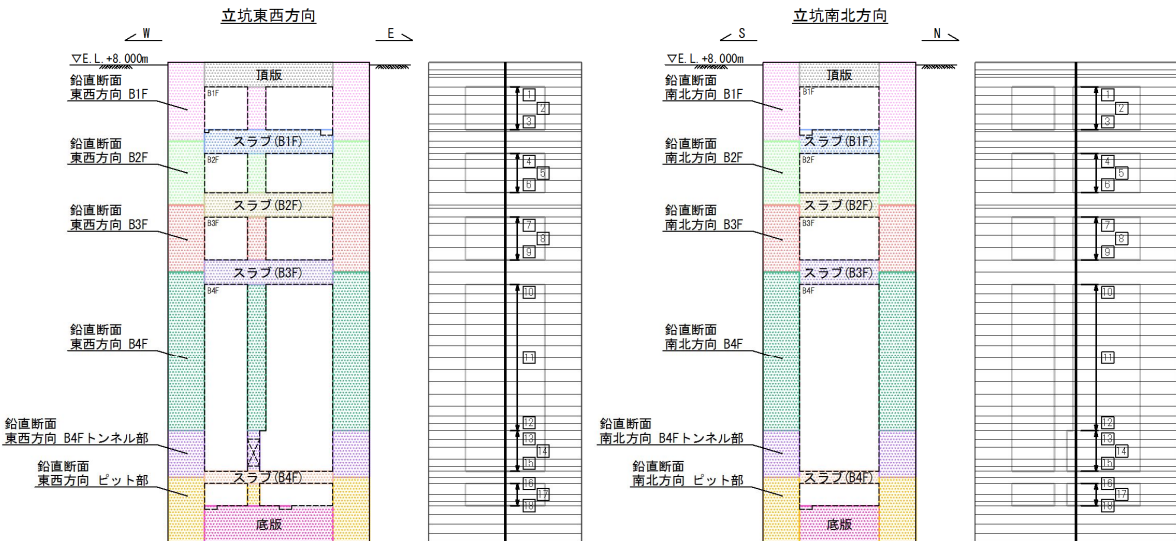 立坑東西方向
W
E
▽E.L.+8.000m
頂版
鉛直断面
東西方向 B1F
B1F
スラブ(B1F)
鉛直断面
東西方向 B2F
B2F
スラブ(B2F)
鉛直断面
東西方向 B3F
B3F
スラブ(B3F)
B4F
鉛直断面
東西方向 B4F
鉛直断面
東西方向 B4Fトンネル部
鉛直断面
東西方向 ピット部
スラブ(B4F)
底版
1
2
3
4
5
6
7
8
9
10
11
12
13
14
15
16
17
18
立坑南北方向
S
N
▽E.L.+8.000m
頂版
鉛直断面
南北方向 B1F
B1F
スラブ(B1F)
鉛直断面
南北方向 B2F
B2F
スラブ(B2F)
鉛直断面
南北方向 B3F
B3F
スラブ(B3F)
B4F
鉛直断面
南北方向 B4F
鉛直断面
南北方向 B4Fトンネル部
鉛直断面
南北方向 ピット部
スラブ(B4F)
底版
1
2
3
4
5
6
7
8
9
10
11
12
13
14
15
16
17
18